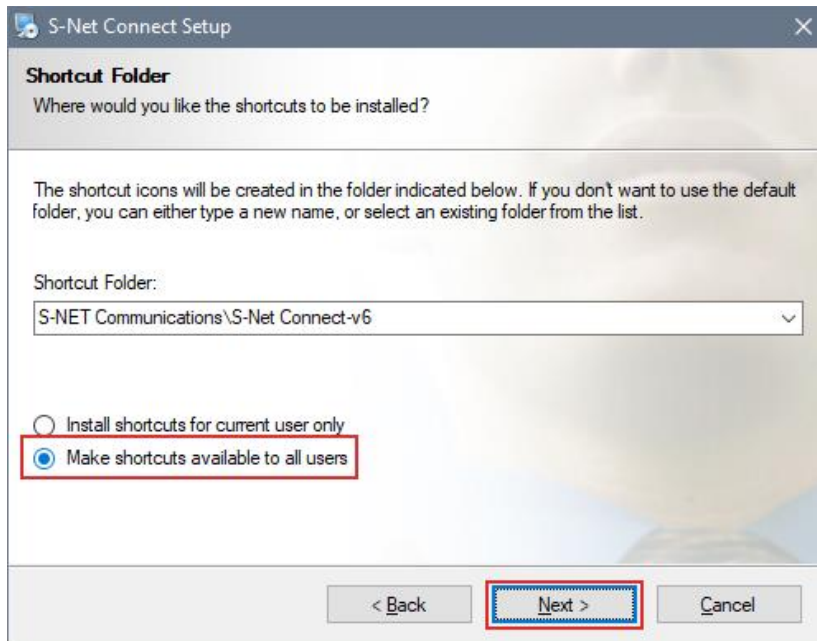 S-Net Connect Setup
Shortcut Folder
Where would you like the shortcuts to be installed?
The shortcut icons will be created in the folder indicated below. If you don't want to use the default
folder, you can either type a new name, or select an existing folder from the list.
Shortcut Folder:
S-NET Communications\S-Net Connect-v6
Install shortcuts for current user only
Make shortcuts available to all users
< Back
Next >
Cancel